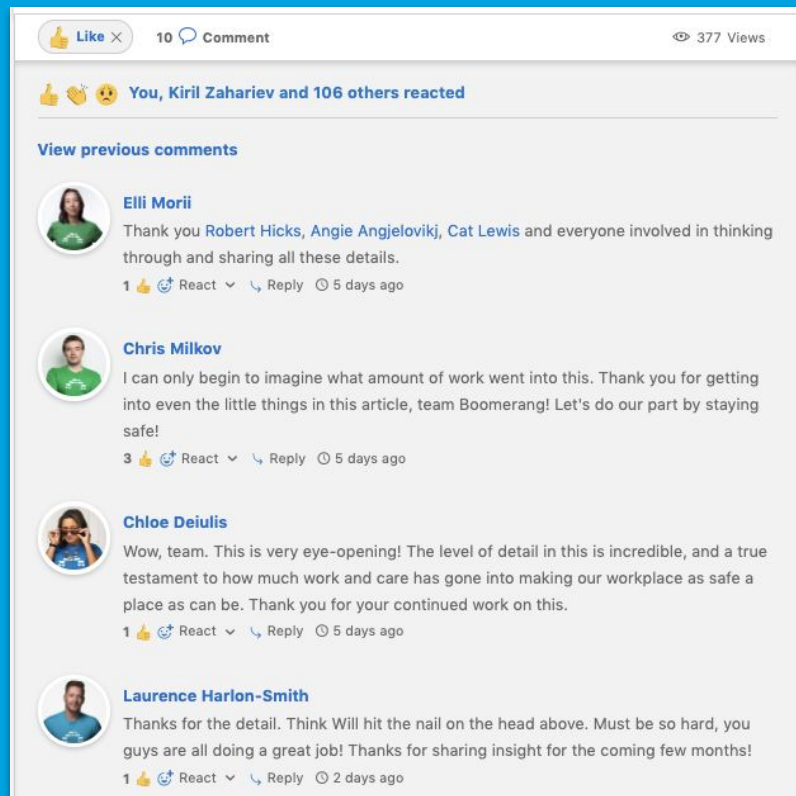 Like × 10 Comment 377 Views
You, Kiril Zahariev and 106 others reacted
View previous comments
Elli Morii
Thank you Robert Hicks, Angie Angjelovikj, Cat Lewis and everyone involved in thinking
through and sharing all these details.
1 React Reply 5 days ago
Chris Milkov
I can only begin to imagine what amount of work went into this. Thank you for getting
into even the little things in this article, team Boomerang! Let's do our part by staying
safe!
3 React Reply 5 days ago
Chloe Deiulis
Wow, team. This is very eye-opening! The level of detail in this is incredible, and a true
testament to how much work and care has gone into making our workplace as safe a
place as can be. Thank you for your continued work on this.
1 React Reply 5 days ago
Laurence Harlon-Smith
Thanks for the detail. Think Will hit the nail on the head above. Must be so hard, you
guys are all doing a great job! Thanks for sharing insight for the coming few months!
1 React Reply 2 days ago